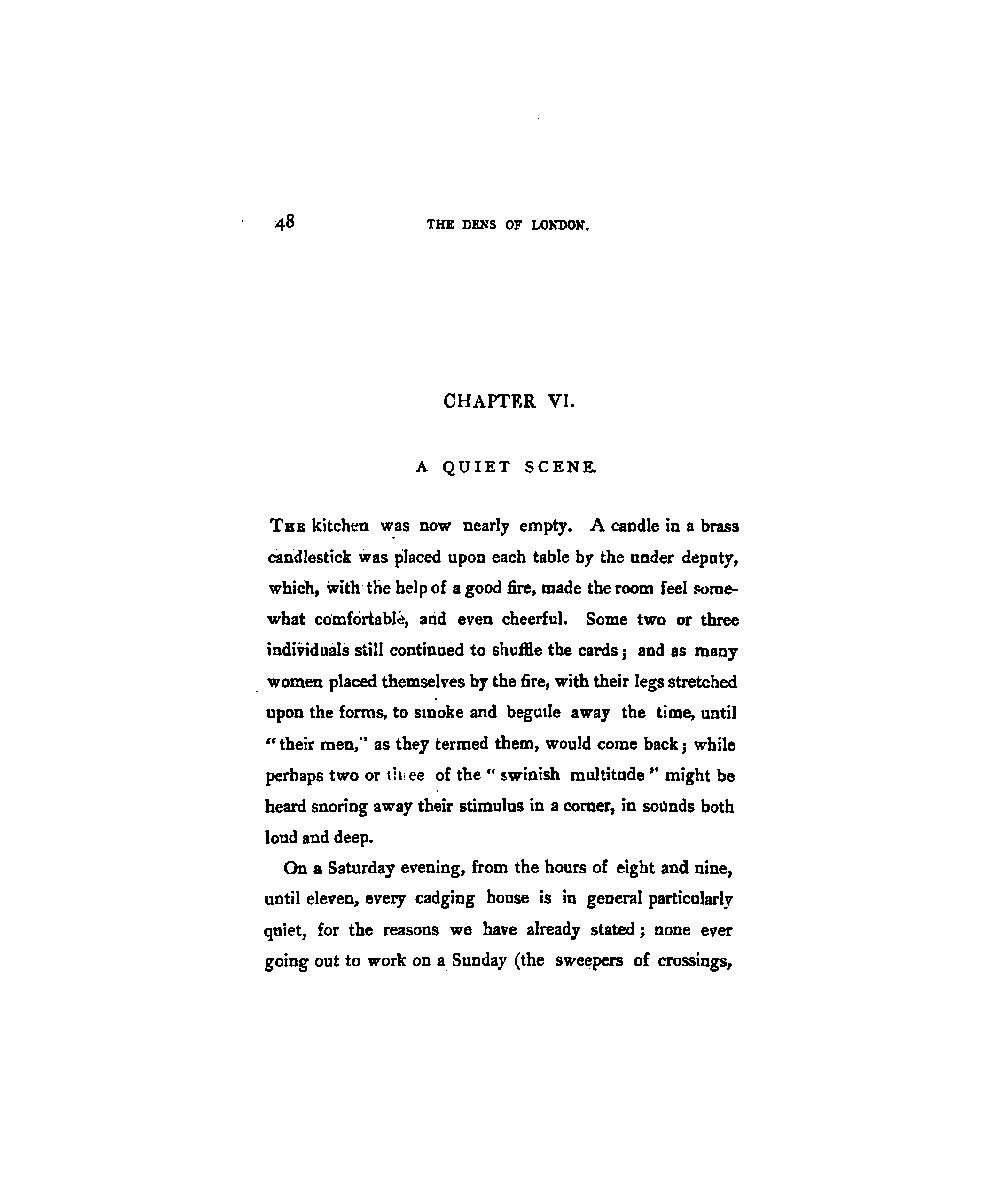 48 THE DENS OF LONDON.
CHAPTER VI.
A QUIET SCENE.
THE kitchen was now nearly empty. A candle in a brass
candlestick was placed upon each table by the under deputy,
which, with the help of a good fire, made the room feel some-
what comfortable, and even cheerful. Some two or three
individuals still continued to shuffle the cards; and as many
women placed themselves by the fire, with their legs stretched
upon the forms, to smoke and beguile away the time, until
"their men," as they termed them, would come back; while
perhaps two or three of the "swinish multitude" might be
heard snoring away their stimulus in a corner, in sounds both
loud and deep.
On a Saturday evening, from the hours of eight and nine,
until eleven, every cadging house is in general particularly
quiet, for the reasons we have already stated; none ever
going out to work on a Sunday (the sweepers of crossings,